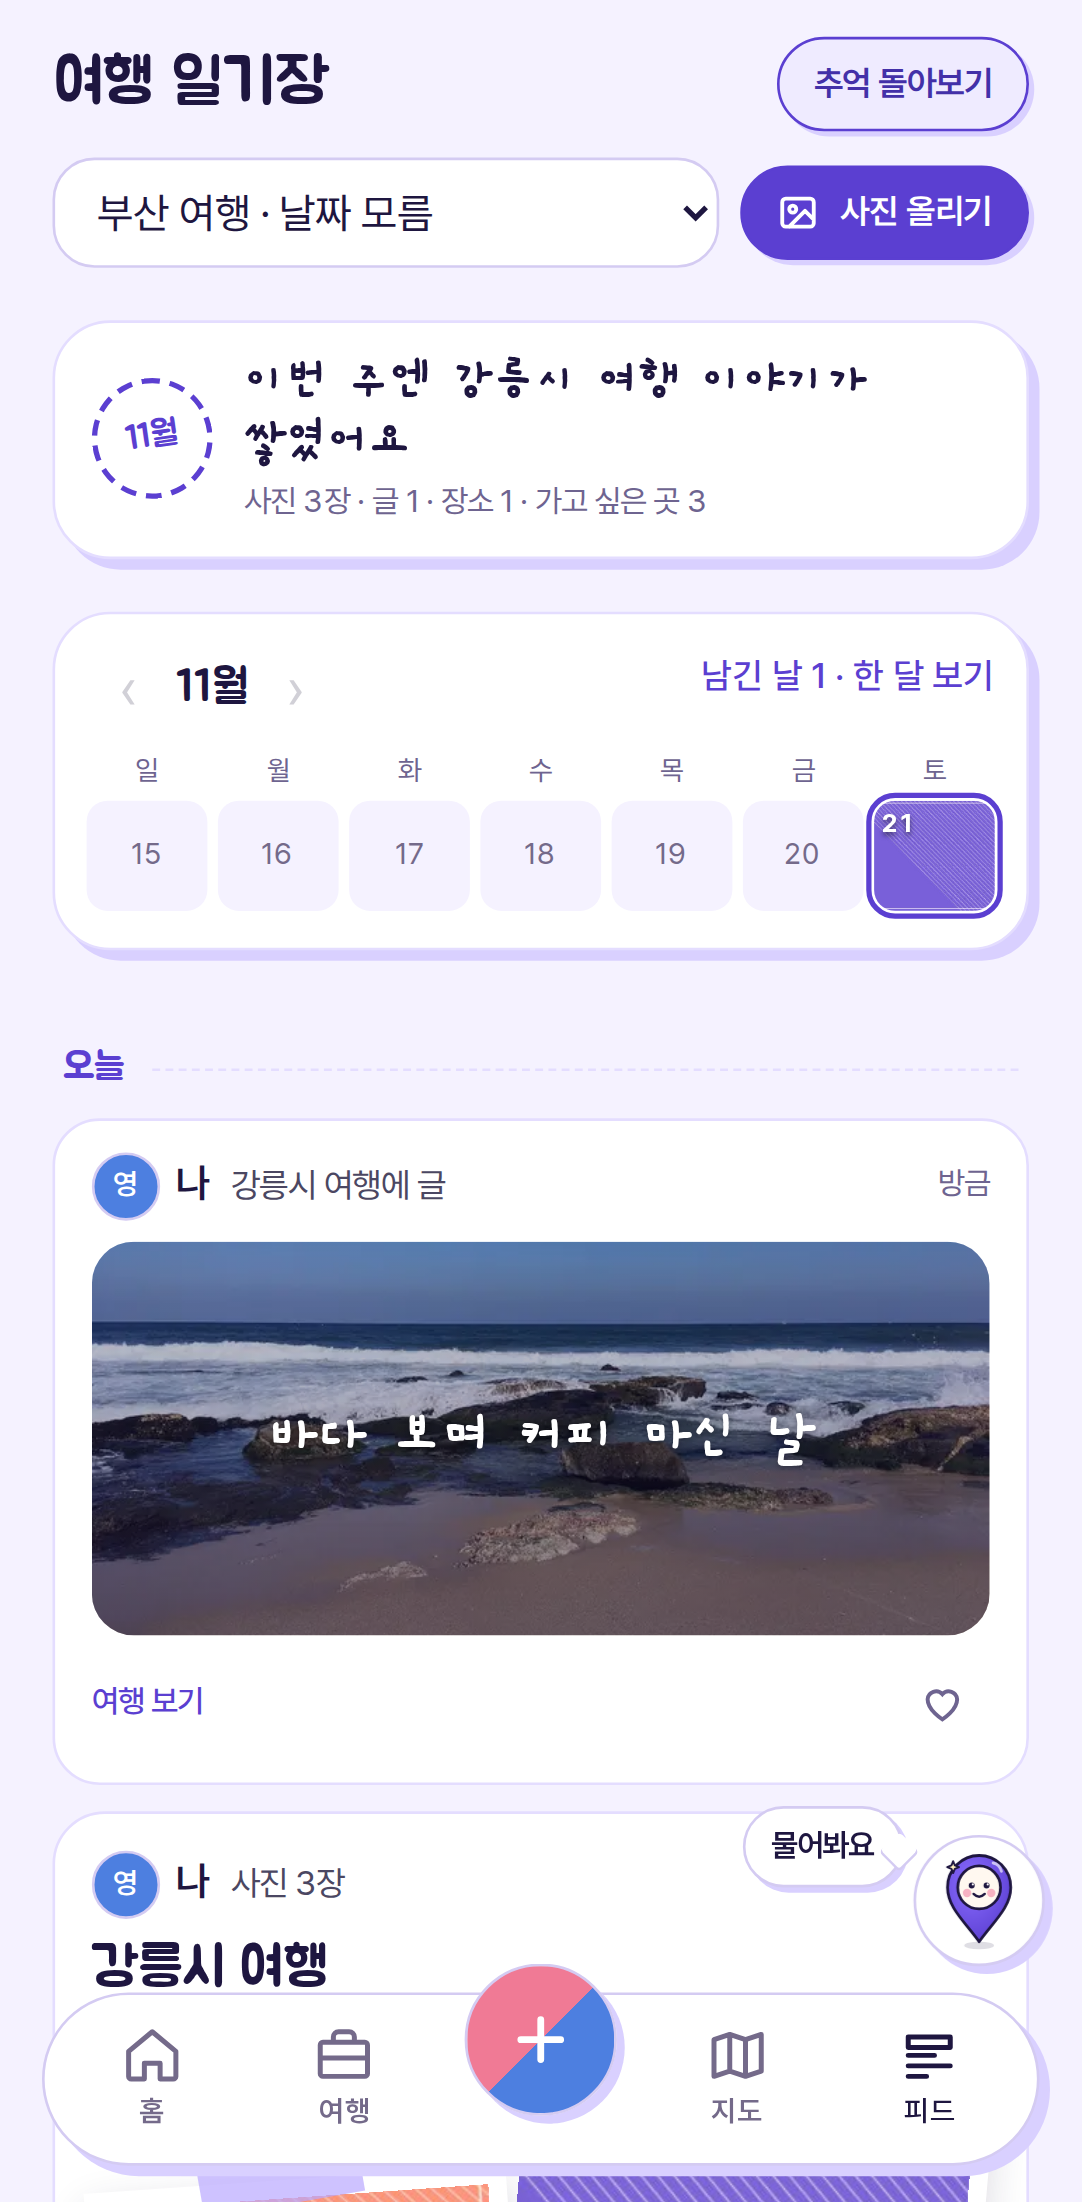 여행 일기장
추억 돌아보기
부산 여행 · 날짜 모름
사진 올리기
11월
이번 주엔 강릉시 여행 이야기가
쌓였어요
사진 3장 · 글 1 · 장소 1 · 가고 싶은 곳 3
‹ 11월 ›
남긴 날 1 · 한 달 보기
일 월 화 수 목 금 토
15 16 17 18 19 20 21
오늘
영 나 강릉시 여행에 글 방금
바다 보며 커피 마신 날
여행 보기
물어봐요
영 나 사진 3장
강릉시 여행
홈 여행 지도 피드